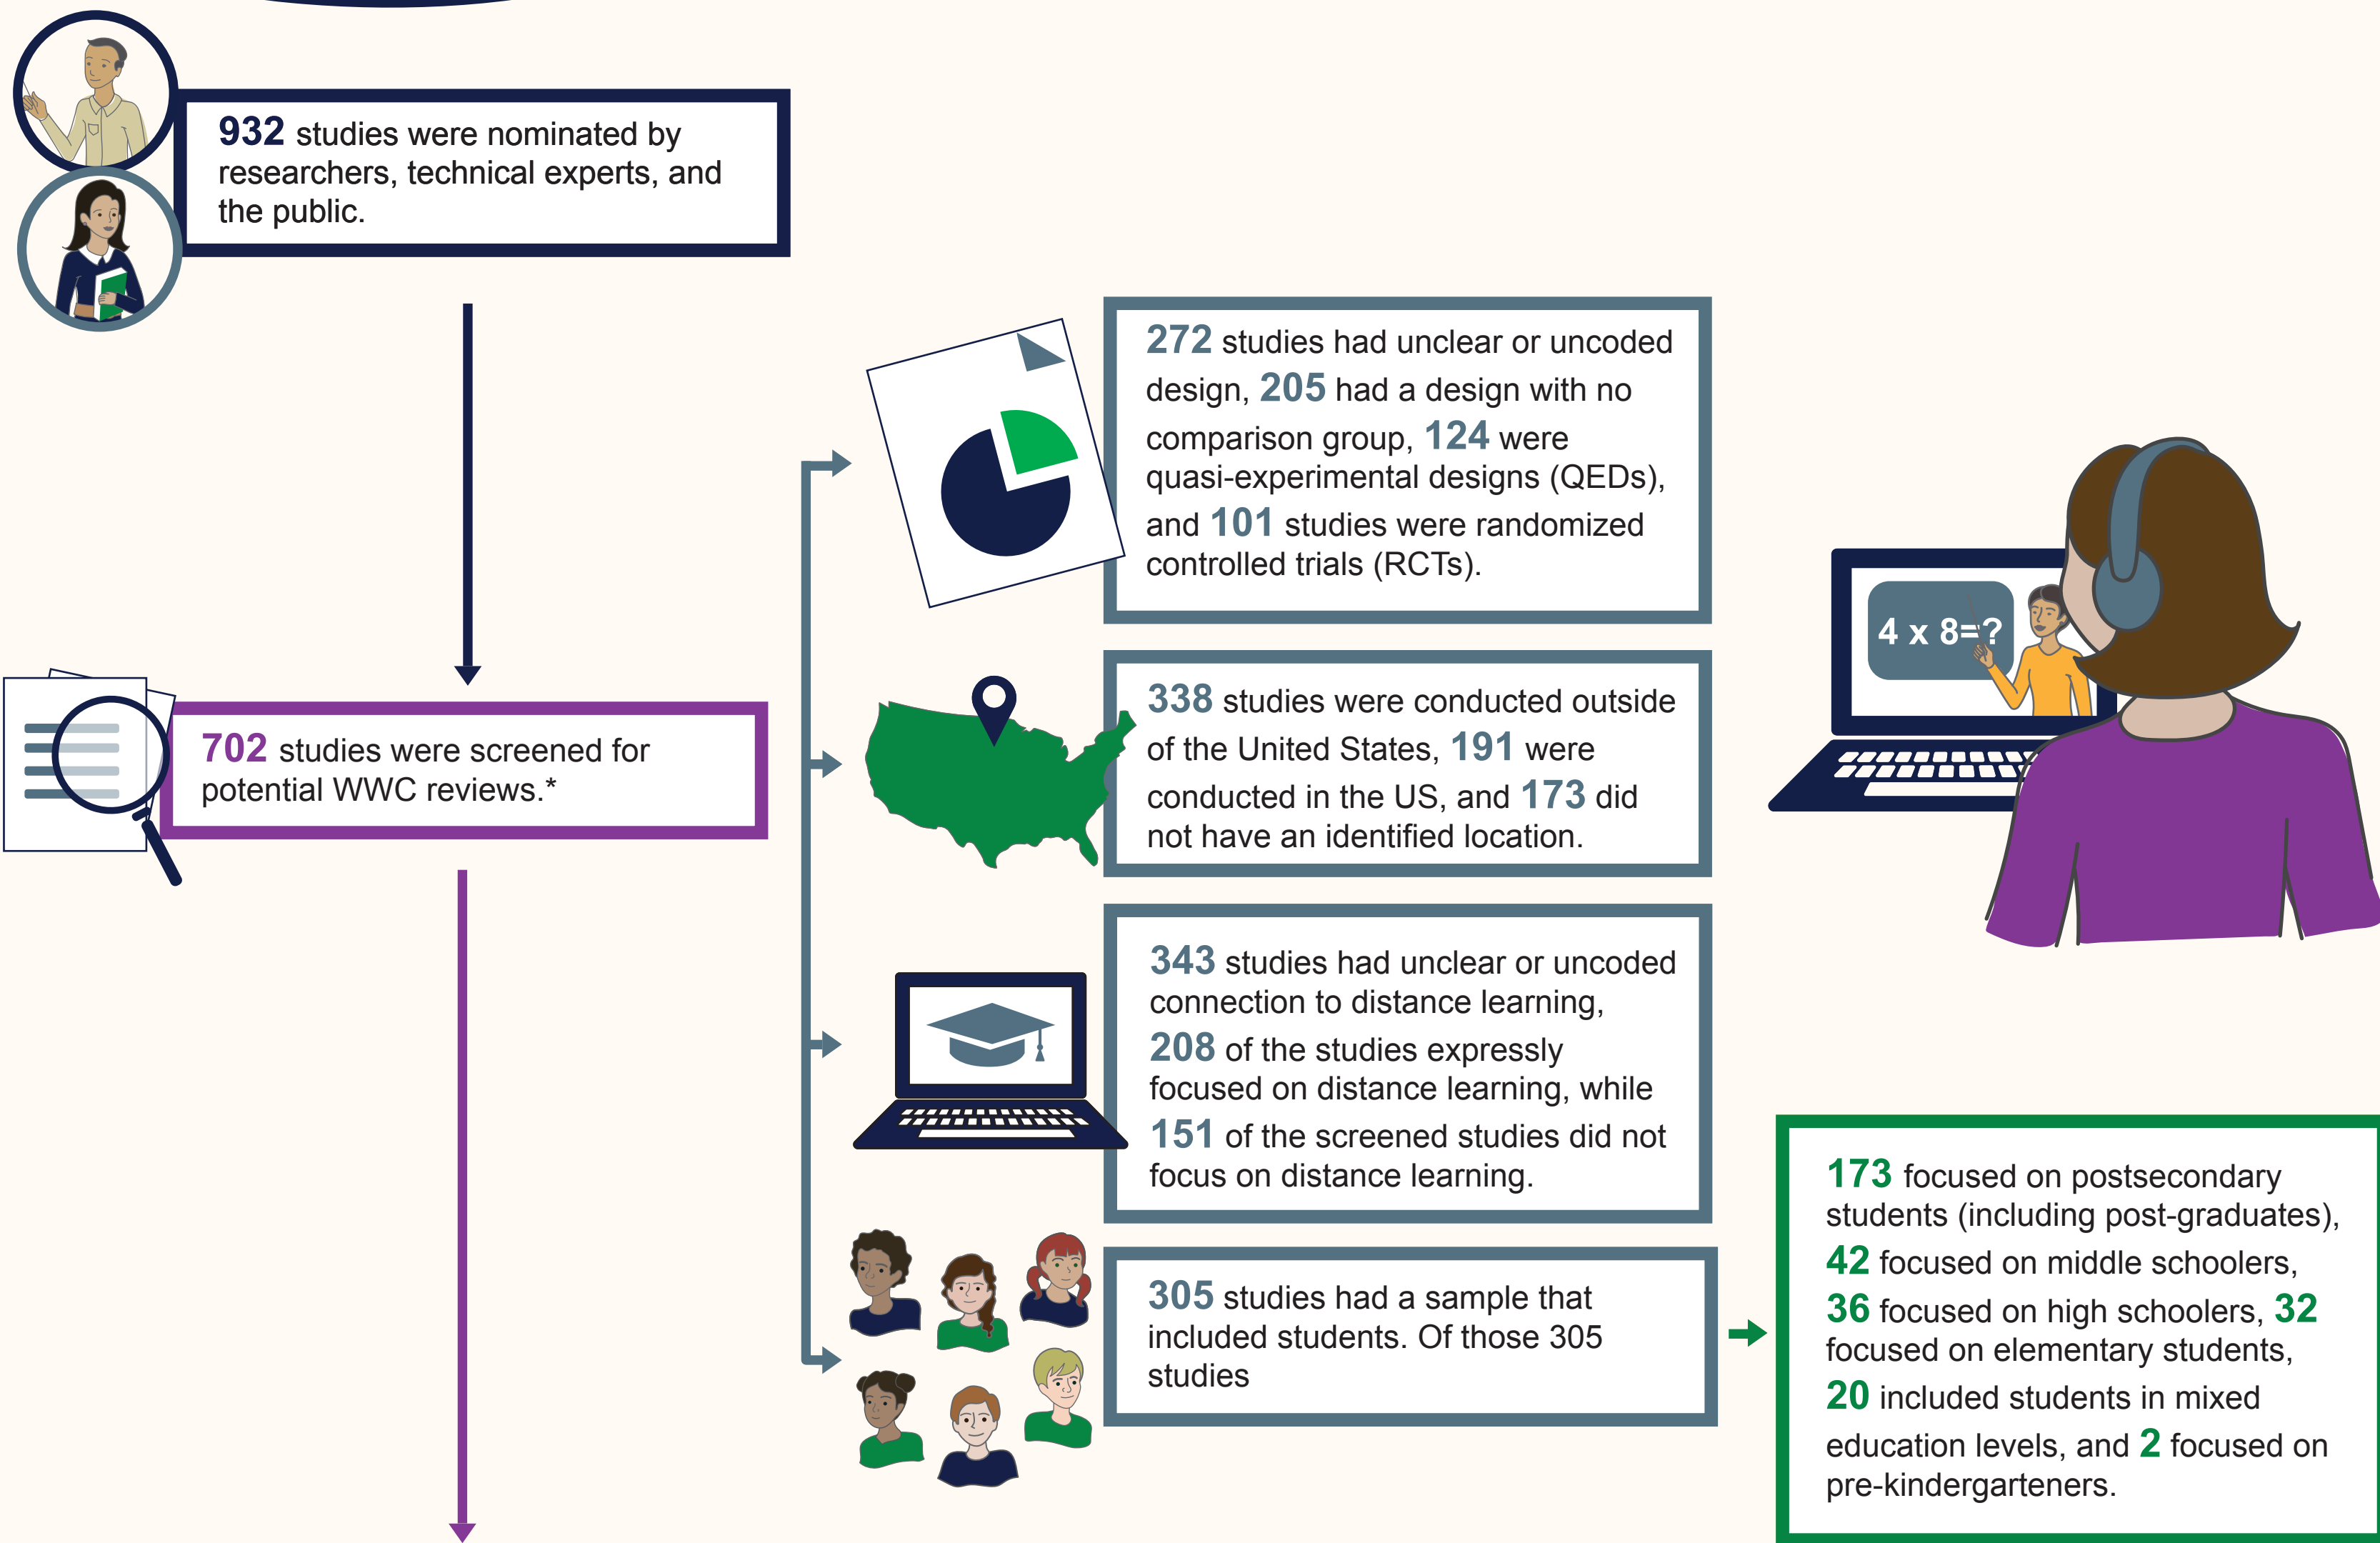 932 studies were nominated by
researchers, technical experts, and
the public.
272 studies had unclear or uncoded
design, 205 had a design with no
comparison group, 124 were
quasi-experimental designs (QEDs),
and 101 studies were randomized
controlled trials (RCTs).
4 x 8=?
702 studies were screened for
potential WWC reviews.*
338 studies were conducted outside
of the United States, 191 were
conducted in the US, and 173 did
not have an identified location.
343 studies had unclear or uncoded
connection to distance learning,
208 of the studies expressly
focused on distance learning, while
151 of the screened studies did not
focus on distance learning.
305 studies had a sample that
included students. Of those 305
studies
173 focused on postsecondary
students (including post-graduates),
42 focused on middle schoolers,
36 focused on high schoolers, 32
focused on elementary students,
20 included students in mixed
education levels, and 2 focused on
pre-kindergarteners.